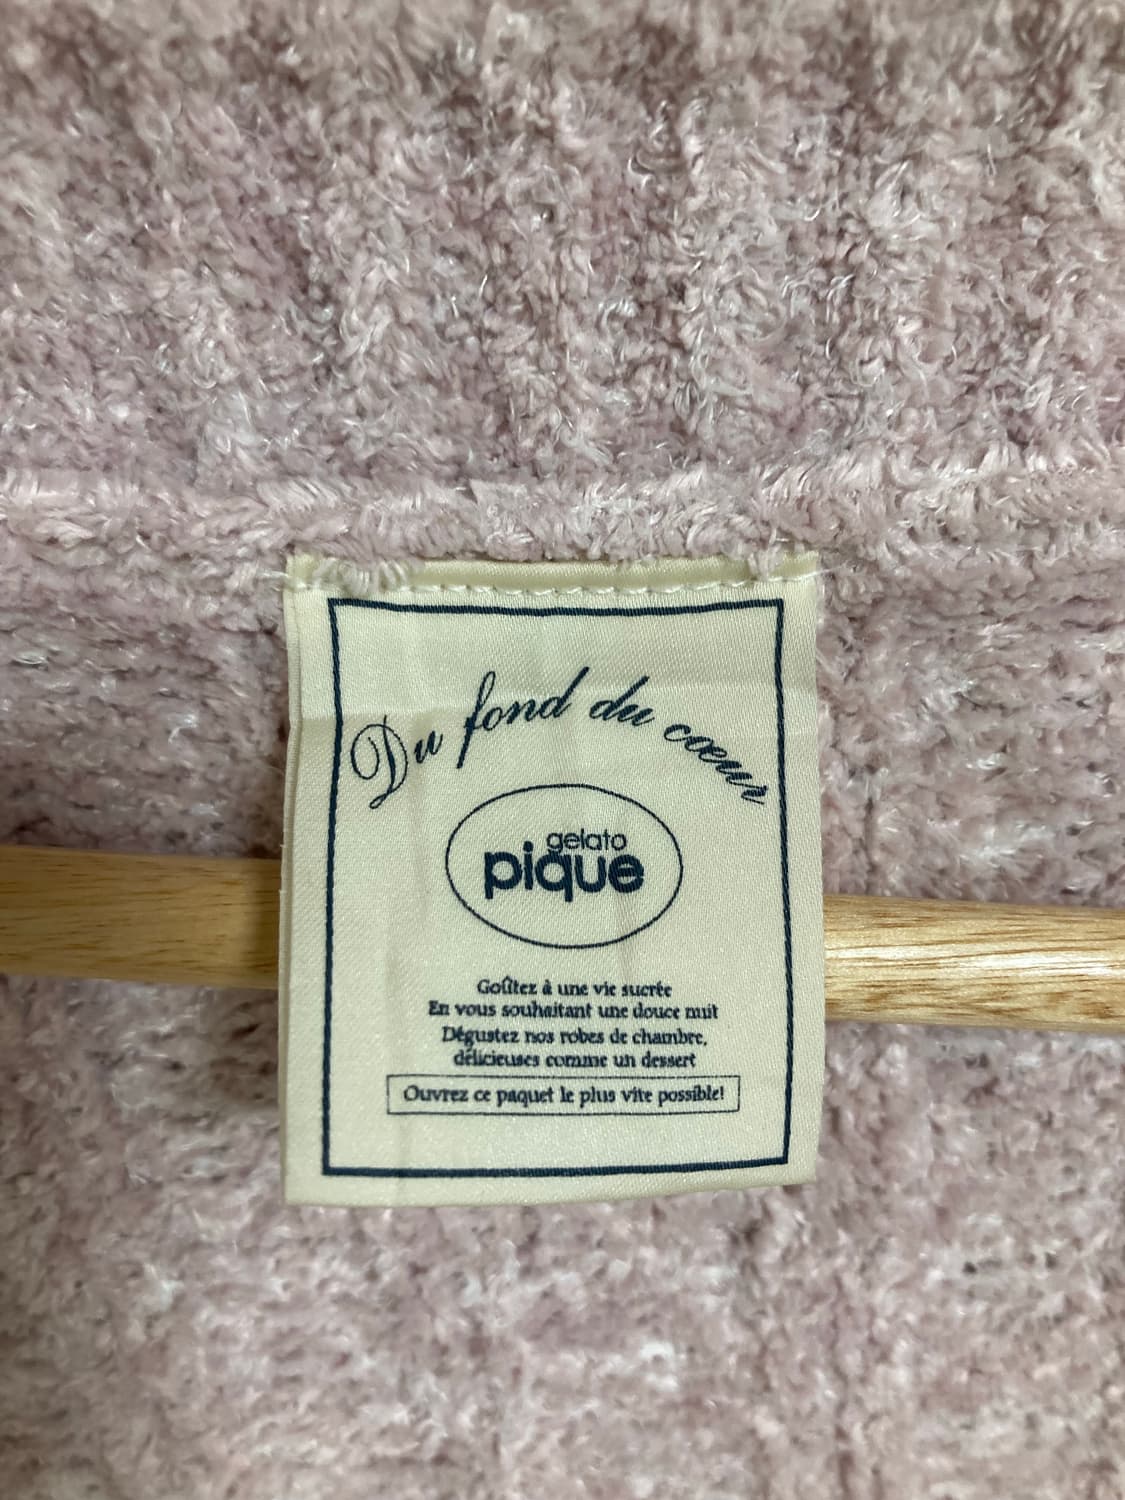 Du fond du cœur
gelato
pique
Goûtez à une vie sucrée
En vous souhaitant une douce nuit
Dégustez nos robes de chambre,
délicieuses comme un dessert
Ouvrez ce paquet le plus vite possible!